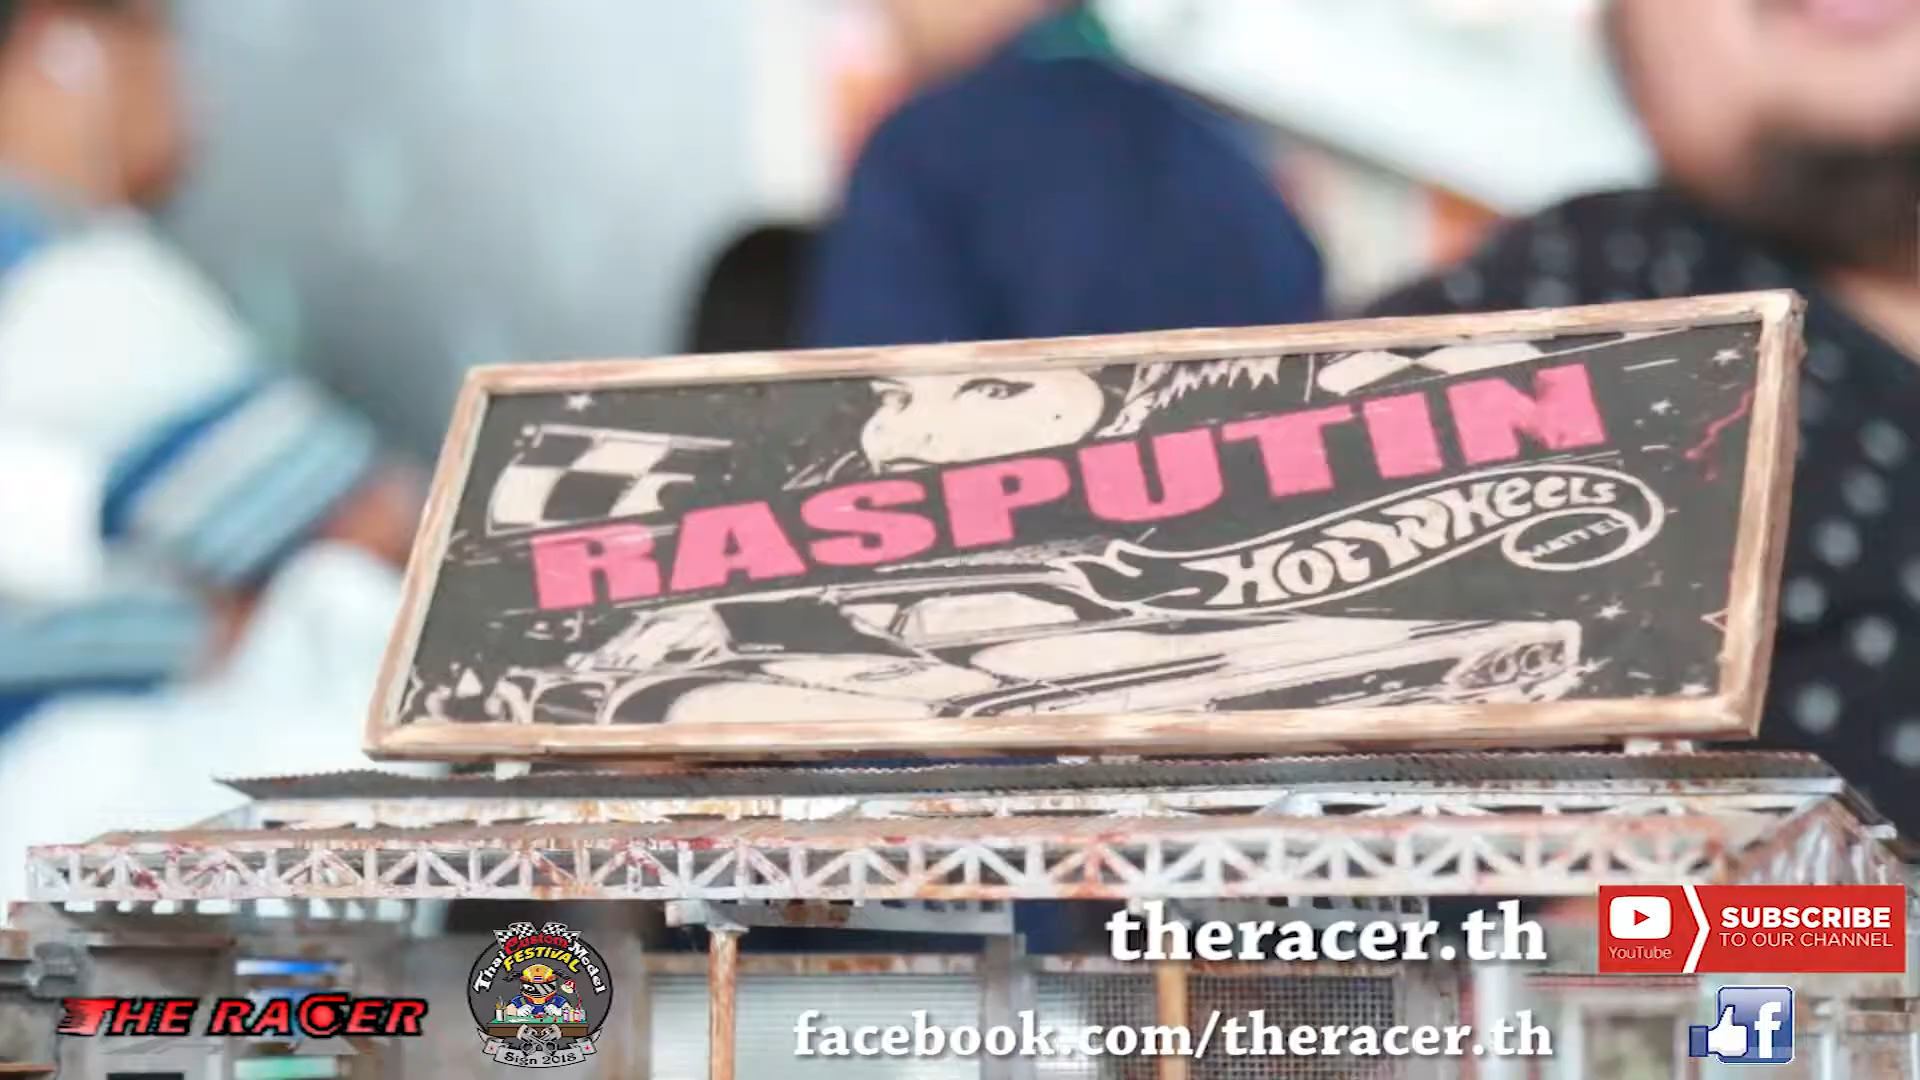 RASPUTIN
HOT WHeeLS
MATTEL
theracer.th
YouTube
SUBSCRIBE
TO OUR CHANNEL
THE RACER
Thai Custom Model
FESTIVAL
Sign 2018
facebook.com/theracer.th
f